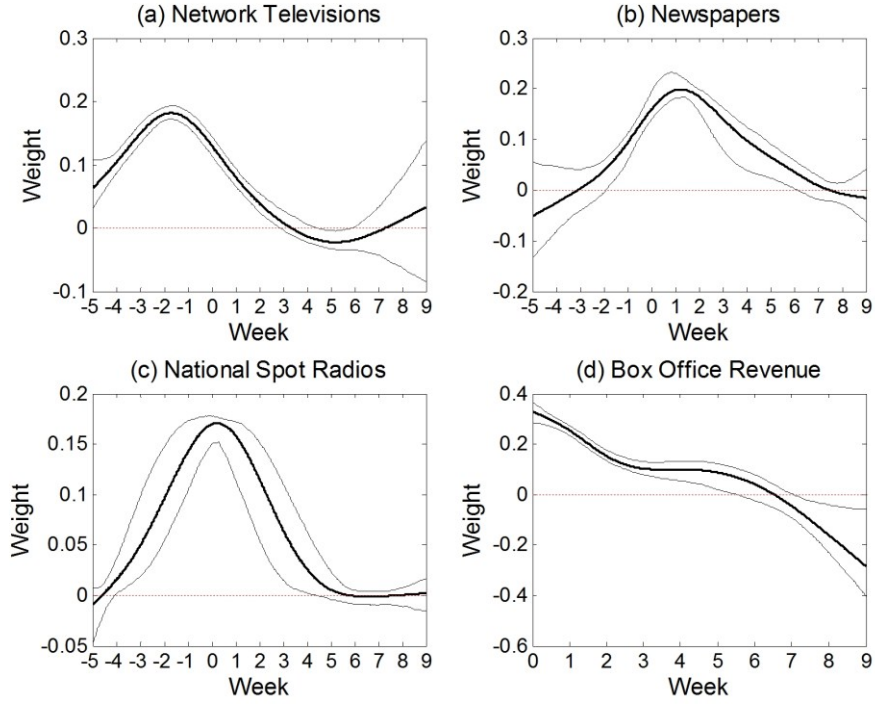 (a) Network Televisions
0.3
0.2
0.1
0
-0.1
Weight
-5 -4 -3 -2 -1 0 1 2 3 4 5 6 7 8 9
Week
(b) Newspapers
0.3
0.2
0.1
0
-0.1
-0.2
Weight
-5 -4 -3 -2 -1 0 1 2 3 4 5 6 7 8 9
Week
(c) National Spot Radios
0.2
0.15
0.1
0.05
0
-0.05
Weight
-5 -4 -3 -2 -1 0 1 2 3 4 5 6 7 8 9
Week
(d) Box Office Revenue
0.4
0.2
0
-0.2
-0.4
-0.6
Weight
0 1 2 3 4 5 6 7 8 9
Week